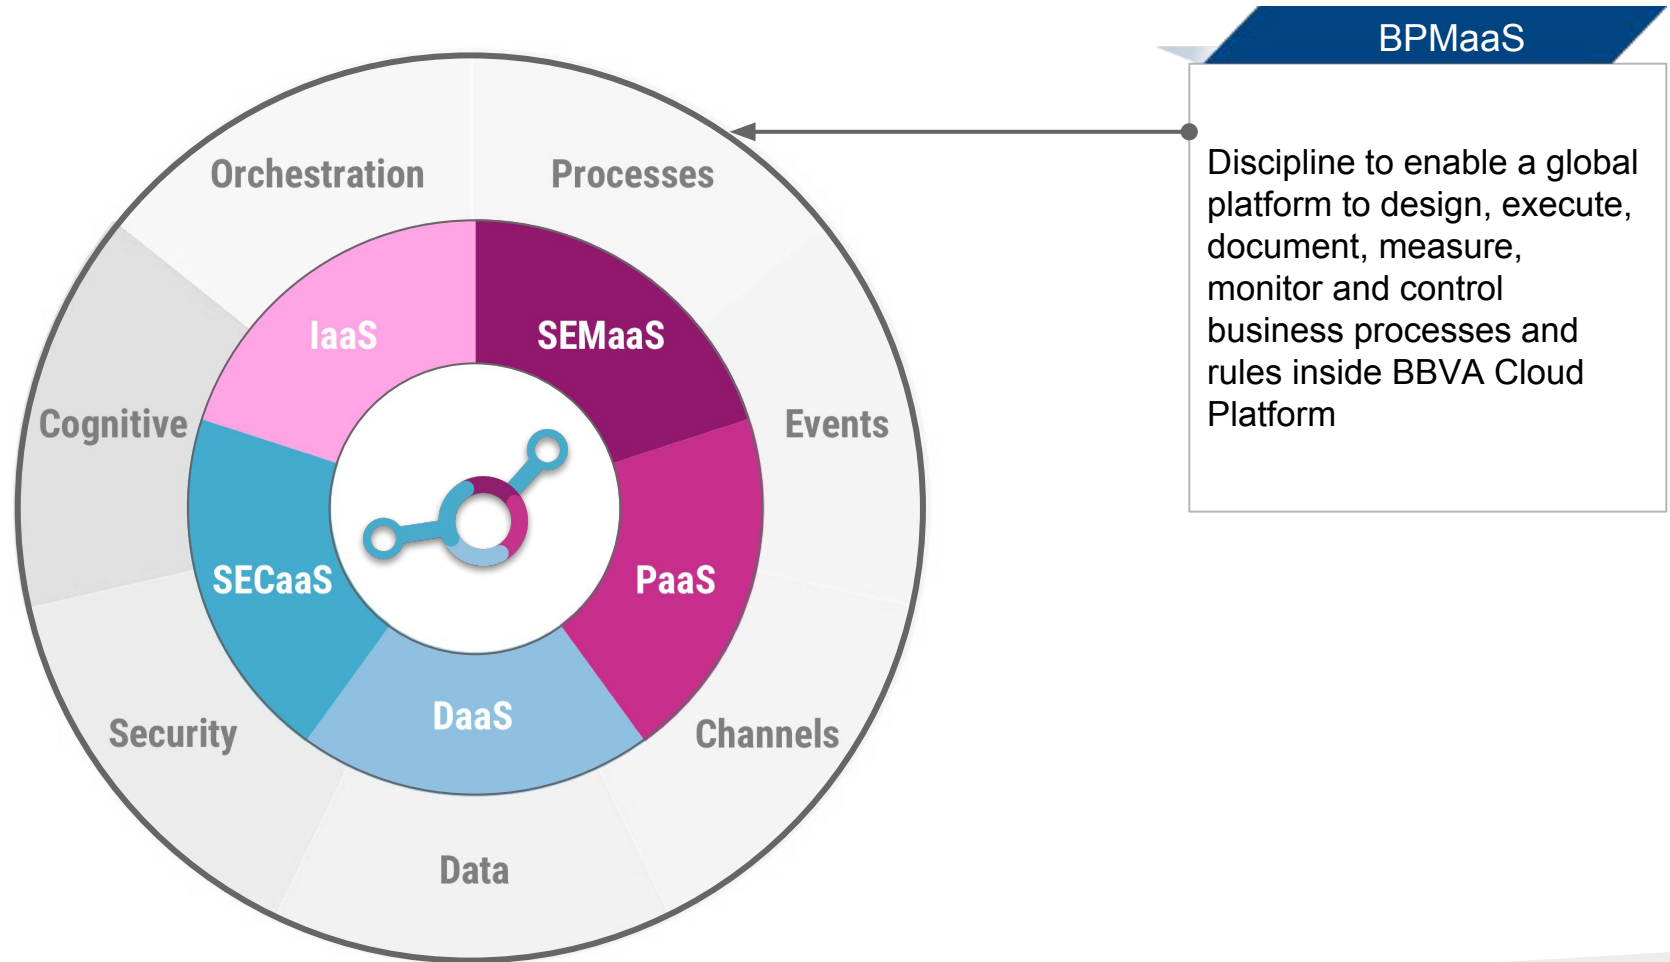 BPMaaS
Discipline to enable a global
platform to design, execute,
document, measure,
monitor and control
business processes and
rules inside BBVA Cloud
Platform
Orchestration
Processes
IaaS
SEMaaS
Cognitive
Events
SECaaS
PaaS
DaaS
Security
Channels
Data